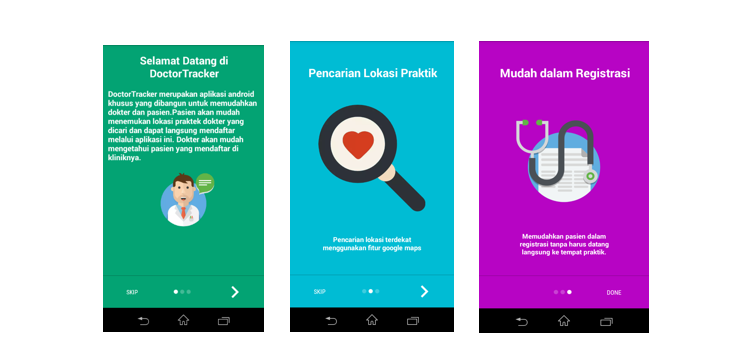 Selamat Datang di
DoctorTracker
DoctorTracker merupakan aplikasi android
khusus yang dibangun untuk memudahkan
dokter dan pasien.Pasien akan mudah
menemukan lokasi praktek dokter yang
dicari dan dapat langsung mendaftar
melalui aplikasi ini. Dokter akan mudah
mengetahui pasien yang mendaftar di
kliniknya.
SKIP
Pencarian Lokasi Praktik
Pencarian lokasi terdekat
menggunakan fitur google maps
SKIP
Mudah dalam Registrasi
Memudahkan pasien dalam
registrasi tanpa harus datang
langsung ke tempat praktik.
DONE